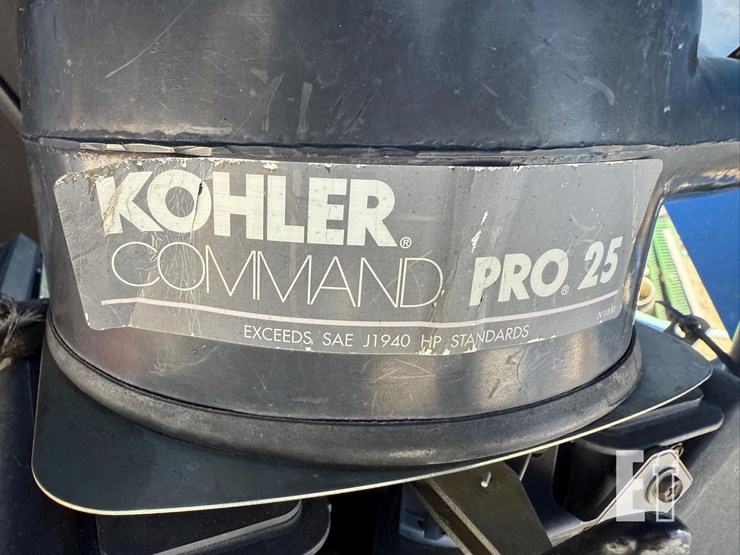 KOHLER®
COMMAND PRO® 25
EXCEEDS SAE J1940 HP STANDARDS